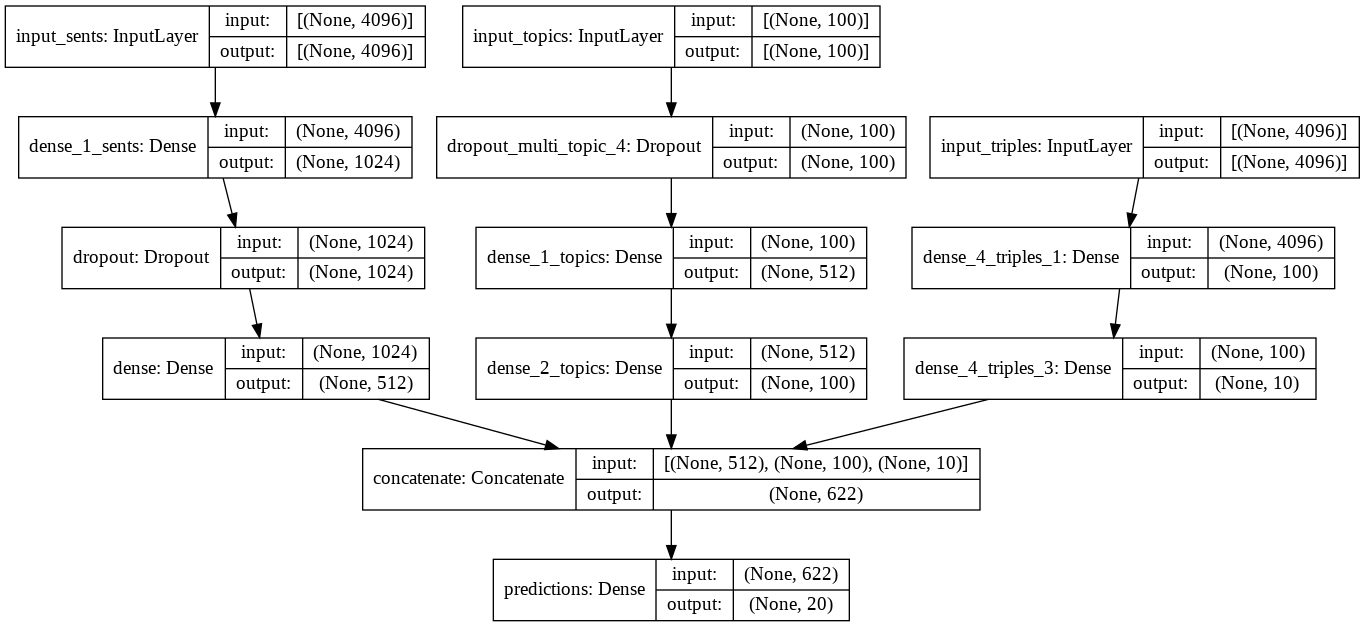 input_sents: InputLayer input: [(None, 4096)]
output: [(None, 4096)]
input_topics: InputLayer input: [(None, 100)]
output: [(None, 100)]
dense_1_sents: Dense input: (None, 4096)
output: (None, 1024)
dropout_multi_topic_4: Dropout input: (None, 100)
output: (None, 100)
input_triples: InputLayer input: [(None, 4096)]
output: [(None, 4096)]
dropout: Dropout input: (None, 1024)
output: (None, 1024)
dense_1_topics: Dense input: (None, 100)
output: (None, 512)
dense_4_triples_1: Dense input: (None, 4096)
output: (None, 100)
dense: Dense input: (None, 1024)
output: (None, 512)
dense_2_topics: Dense input: (None, 512)
output: (None, 100)
dense_4_triples_3: Dense input: (None, 100)
output: (None, 10)
concatenate: Concatenate input: [(None, 512), (None, 100), (None, 10)]
output: (None, 622)
predictions: Dense input: (None, 622)
output: (None, 20)